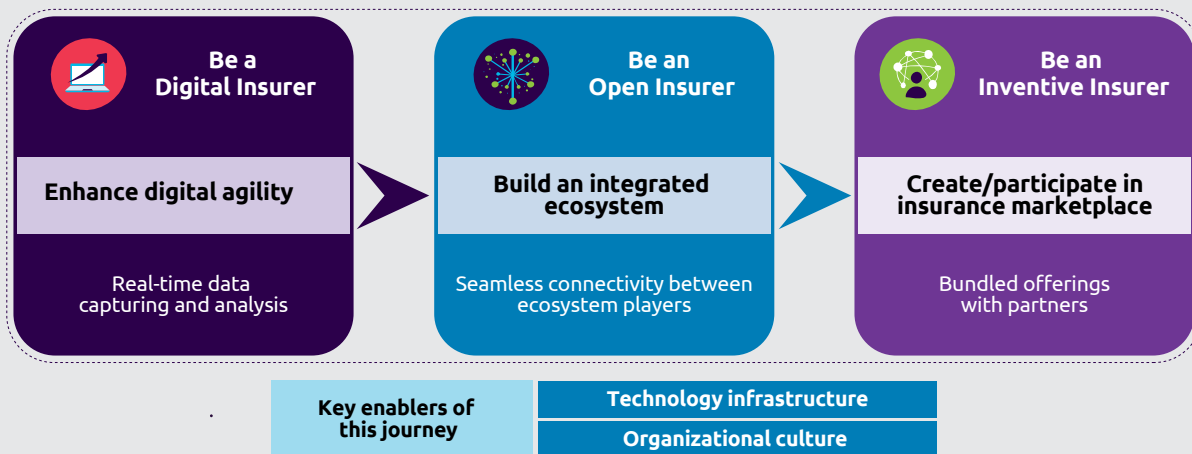 Be a
Digital Insurer
Enhance digital agility
Real-time data
capturing and analysis
Be an
Open Insurer
Build an integrated
ecosystem
Seamless connectivity between
ecosystem players
Be an
Inventive Insurer
Create/participate in
insurance marketplace
Bundled offerings
with partners
.
Key enablers of
this journey
Technology infrastructure
Organizational culture